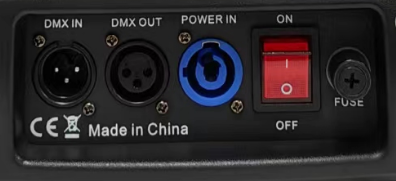 DMX IN DMX OUT POWER IN ON
FUSE
CE Made in China OFF